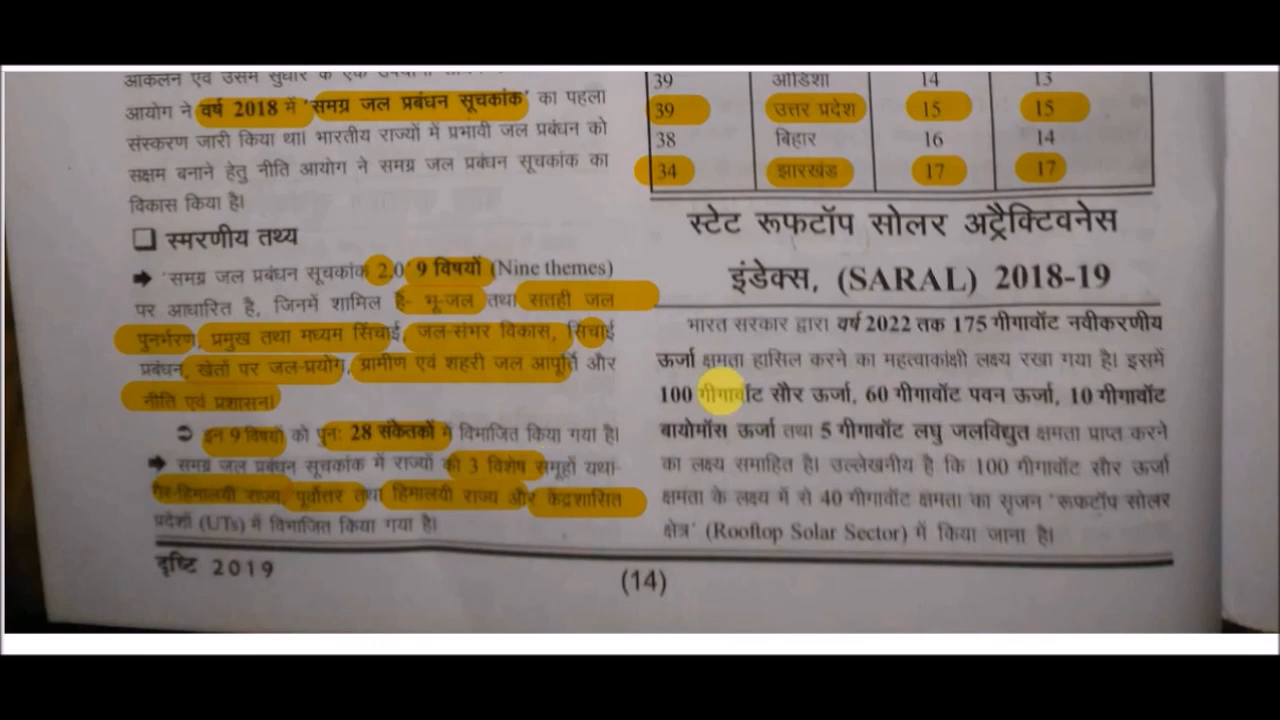 आकलन एवं उसमें सुधार के एक
आयोग ने वर्ष 2018 में 'समग्र जल प्रबंधन सूचकांक' का पहला
संस्करण जारी किया था। भारतीय राज्यों में प्रभावी जल प्रबंधन को
सक्षम बनाने हेतु नीति आयोग ने समग्र जल प्रबंधन सूचकांक का
विकास किया है।
❑ स्मरणीय तथ्य
➡ 'समग्र जल प्रबंधन सूचकांक 2.0' 9 विषयों (Nine themes)
पर आधारित है, जिनमें शामिल है- भू-जल तथा सतही जल
पुनर्भरण, प्रमुख तथा मध्यम सिंचाई, जल-संभर विकास, सिंचाई
प्रबंधन, खेतों पर जल-प्रयोग, ग्रामीण एवं शहरी जल आपूर्ति और
नीति एवं प्रशासन।
➲ इन 9 विषयों को पुनः 28 संकेतकों में विभाजित किया गया है।
➡ समग्र जल प्रबंधन सूचकांक में राज्यों को 3 विशेष समूहों यथा-
गैर-हिमालयी राज्य, पूर्वोत्तर तथा हिमालयी राज्य और केंद्रशासित
प्रदेशों (UTs) में विभाजित किया गया है।
39 ओडिशा 14 13
39 उत्तर प्रदेश 15 15
38 बिहार 16 14
34 झारखंड 17 17
स्टेट रूफटॉप सोलर अट्रैक्टिवनेस
इंडेक्स, (SARAL) 2018-19
भारत सरकार द्वारा वर्ष 2022 तक 175 गीगावॉट नवीकरणीय
ऊर्जा क्षमता हासिल करने का महत्वाकांक्षी लक्ष्य रखा गया है। इसमें
100 गीगावॉट सौर ऊर्जा, 60 गीगावॉट पवन ऊर्जा, 10 गीगावॉट
बायोमॉस ऊर्जा तथा 5 गीगावॉट लघु जलविद्युत क्षमता प्राप्त करने
का लक्ष्य समाहित है। उल्लेखनीय है कि 100 गीगावॉट सौर ऊर्जा
क्षमता के लक्ष्य में से 40 गीगावॉट क्षमता का सृजन 'रूफटॉप सोलर
क्षेत्र' (Rooftop Solar Sector) में किया जाना है।
दृष्टि 2019
(14)